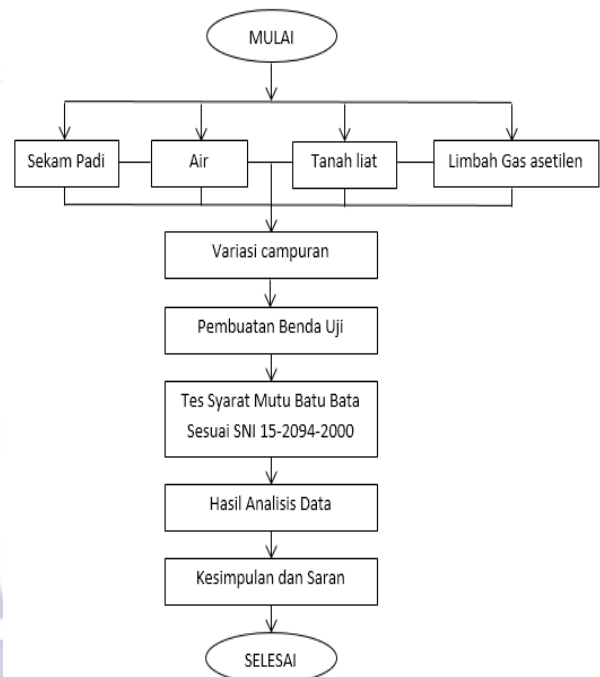 MULAI
Sekam Padi
Air
Tanah liat
Limbah Gas asetilen
Variasi campuran
Pembuatan Benda Uji
Tes Syarat Mutu Batu Bata
Sesuai SNI 15-2094-2000
Hasil Analisis Data
Kesimpulan dan Saran
SELESAI